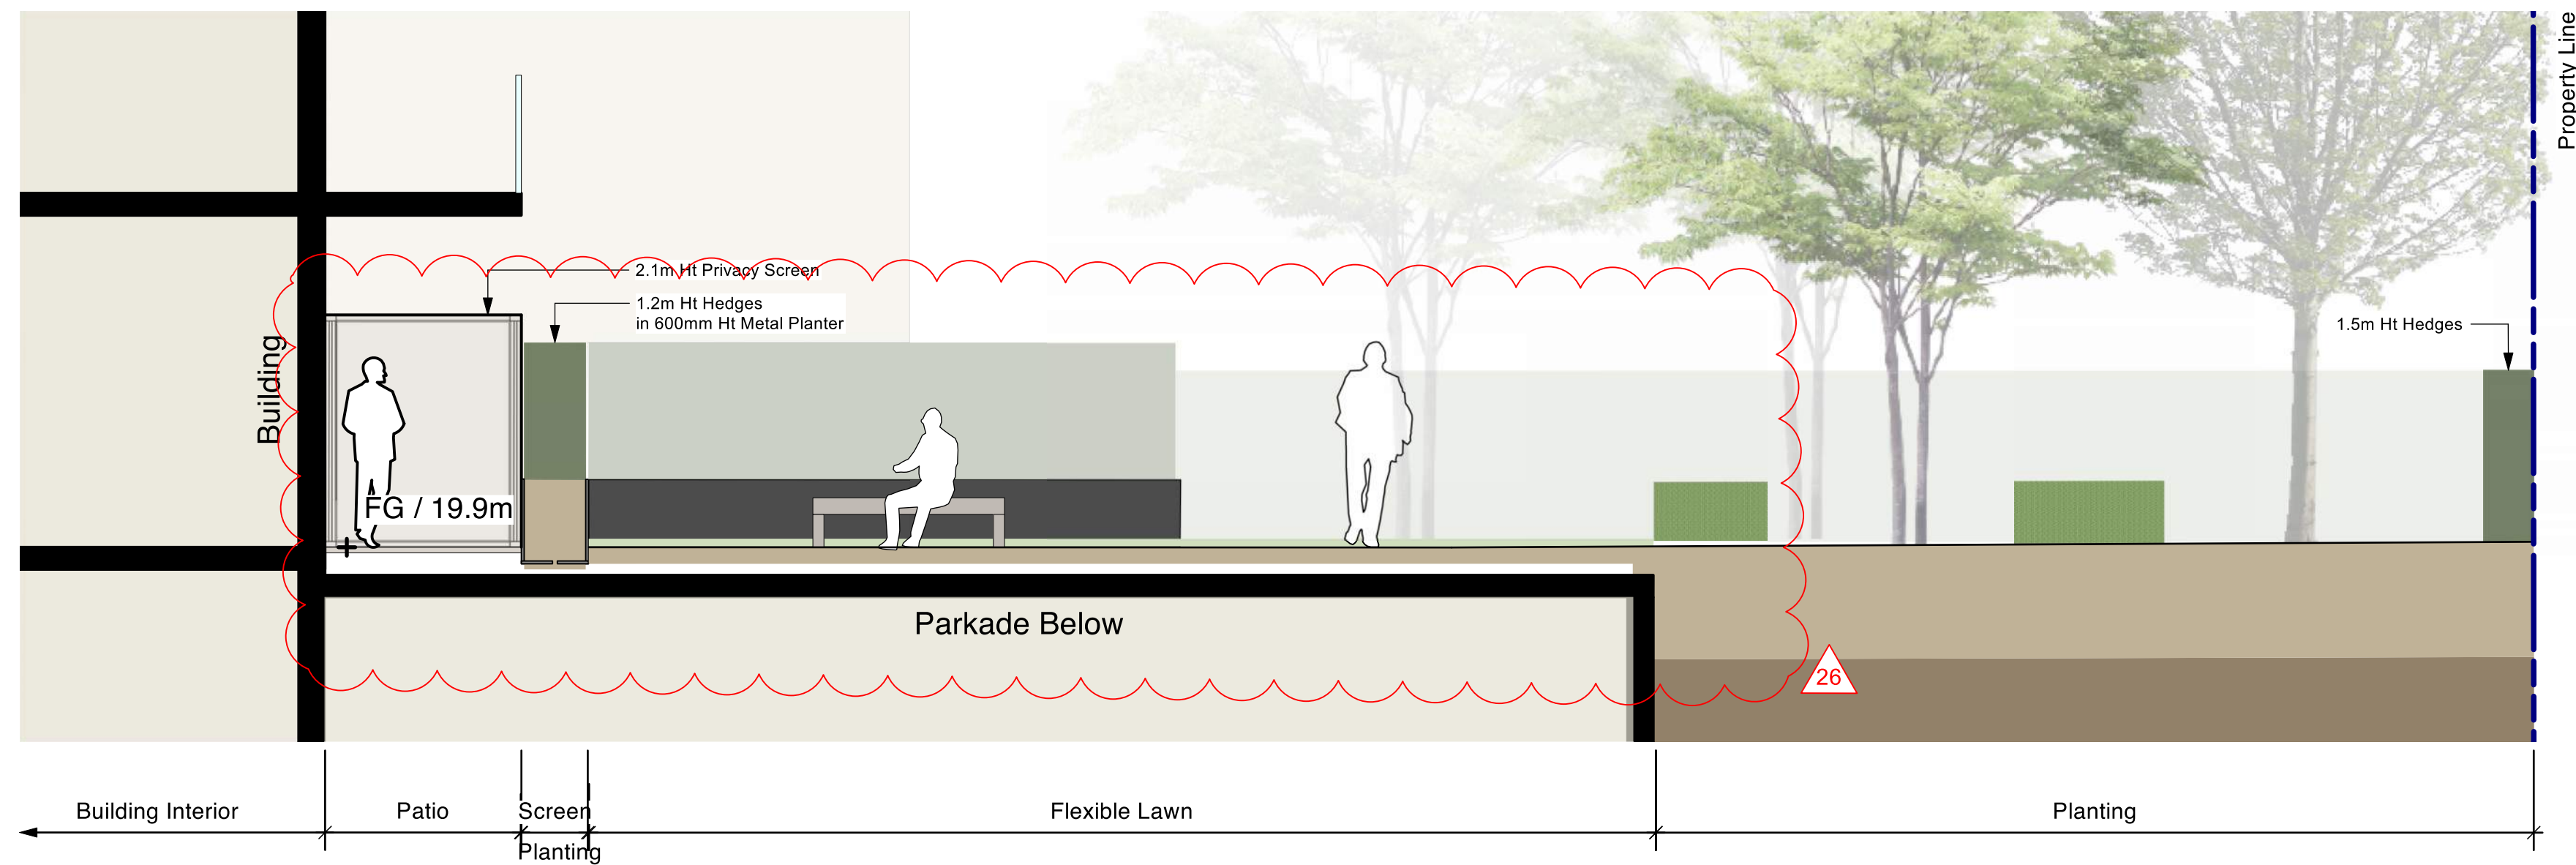 Property Line
2.1m Ht Privacy Screen
1.2m Ht Hedges
in 600mm Ht Metal Planter
1.5m Ht Hedges
Building
FG / 19.9m
Parkade Below
26
Building Interior
Patio
Screen
Planting
Flexible Lawn
Planting